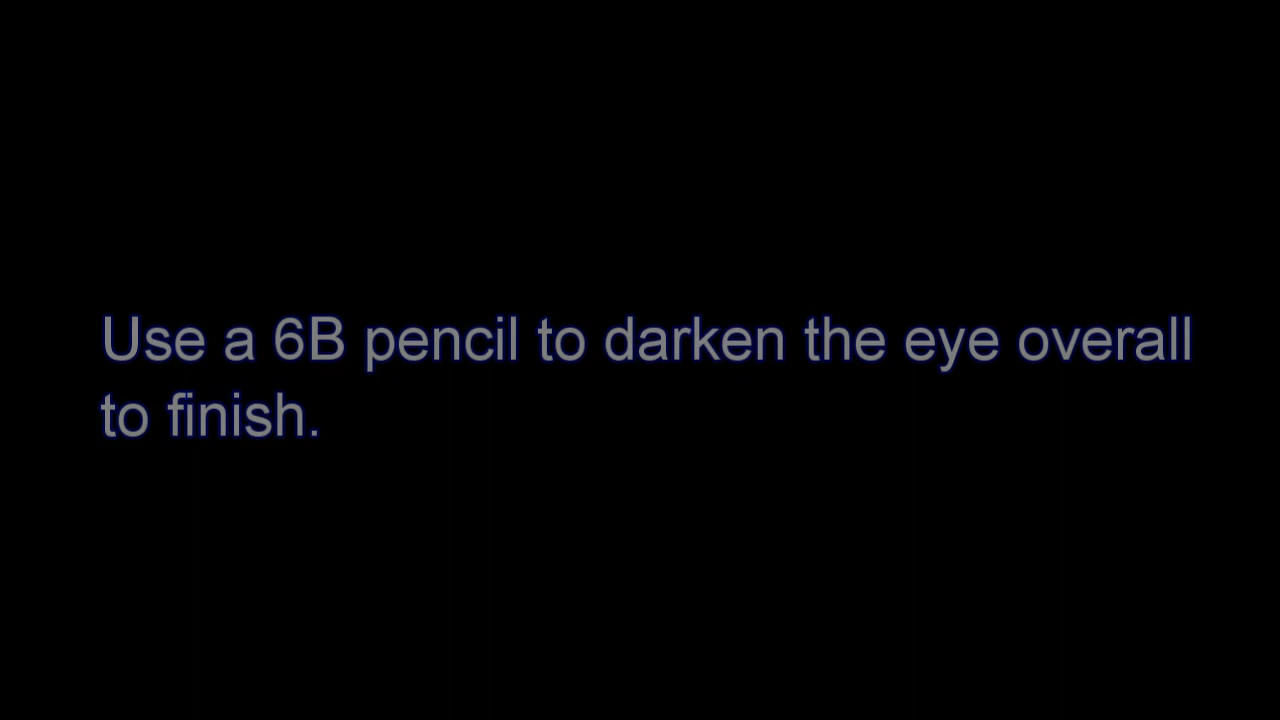 Use a 6B pencil to darken the eye overall
to finish.